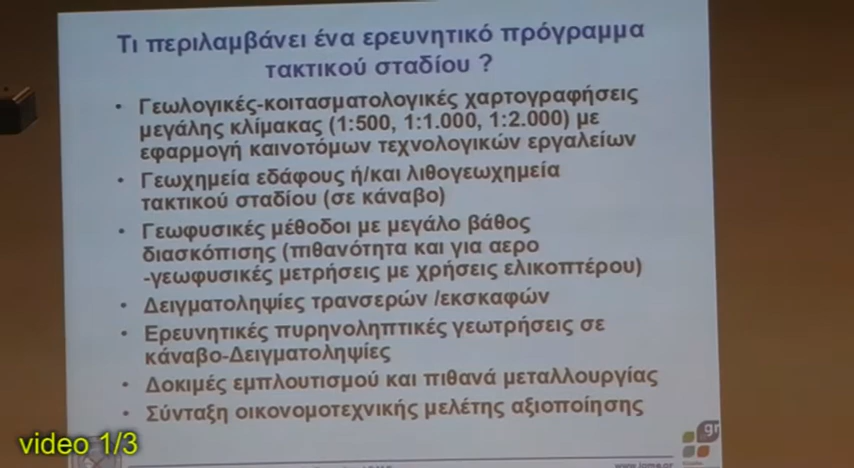 Τι περιλαμβάνει ένα ερευνητικό πρόγραμμα
τακτικού σταδίου ?
• Γεωλογικές-κοιτασματολογικές χαρτογραφήσεις
μεγάλης κλίμακας (1:500, 1:1.000, 1:2.000) με
εφαρμογή καινοτόμων τεχνολογικών εργαλείων
• Γεωχημεία εδάφους ή/και λιθογεωχημεία
τακτικού σταδίου (σε κάναβο)
• Γεωφυσικές μέθοδοι με μεγάλο βάθος
διασκόπισης (πιθανότητα και για αερο
-γεωφυσικές μετρήσεις με χρήσεις ελικοπτέρου)
• Δειγματοληψίες τρανσερών /εκσκαφών
• Ερευνητικές πυρηνοληπτικές γεωτρήσεις σε
κάναβο-Δειγματοληψίες
• Δοκιμές εμπλουτισμού και πιθανά μεταλλουργίας
• Σύνταξη οικονομοτεχνικής μελέτης αξιοποίησης
gr
video 1/3